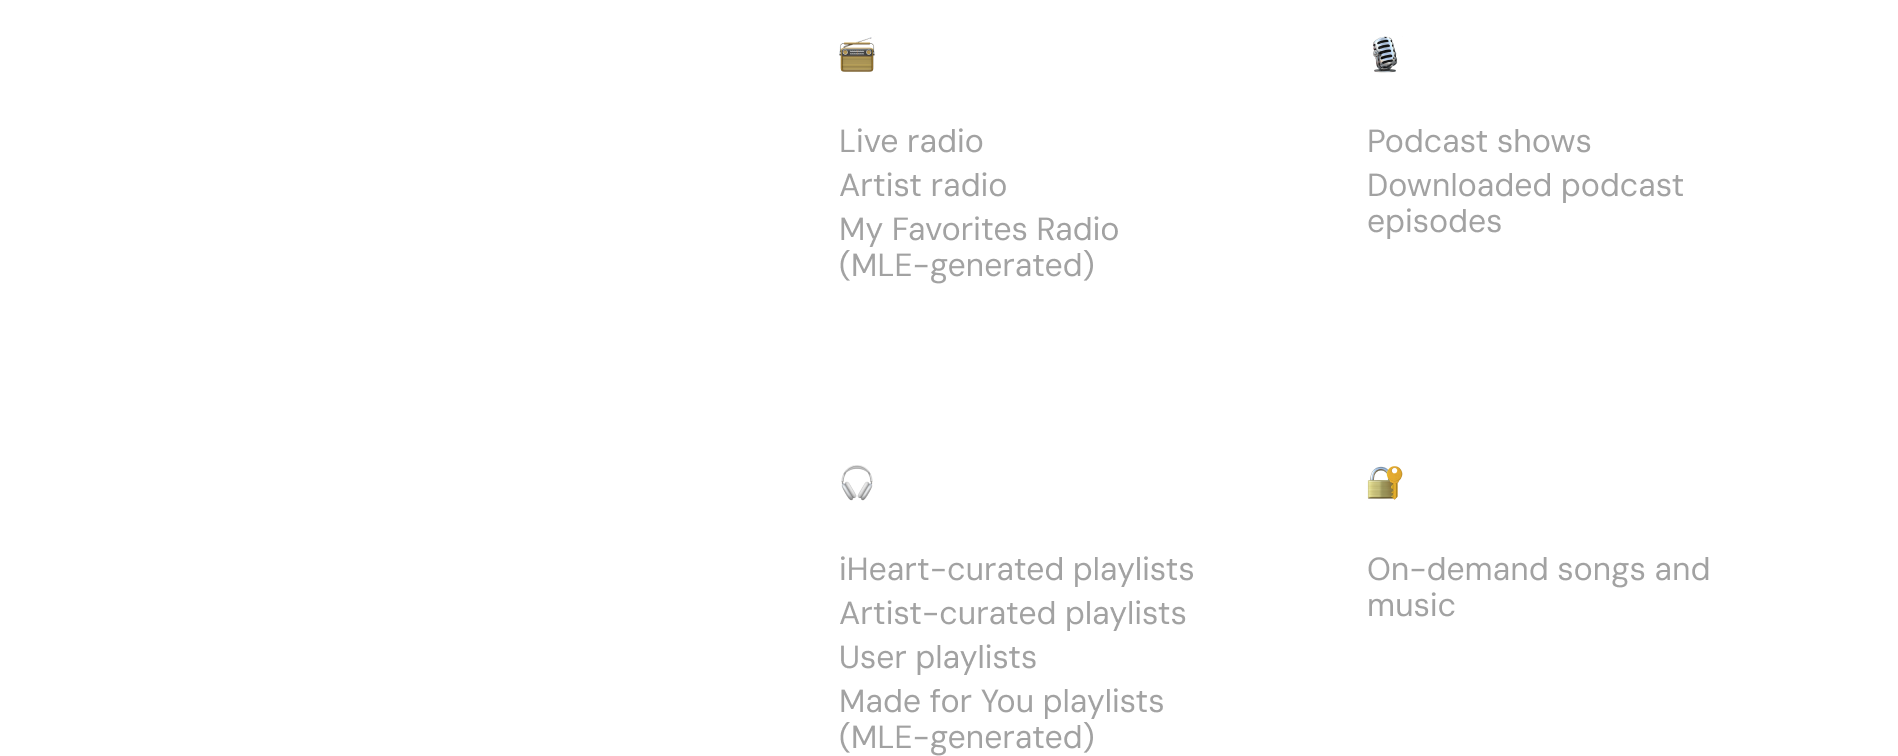 Live radio
Artist radio
My Favorites Radio
(MLE-generated)
Podcast shows
Downloaded podcast
episodes
iHeart-curated playlists
Artist-curated playlists
User playlists
Made for You playlists
(MLE-generated)
On-demand songs and
music